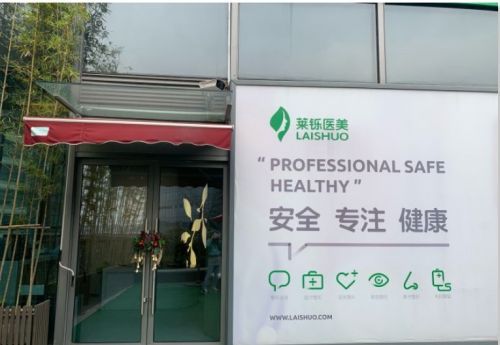 莱铄医美
LAISHUO
“ PROFESSIONAL SAFE
HEALTHY ”
安全 专注 健康
WWW.LAISHUO.COM